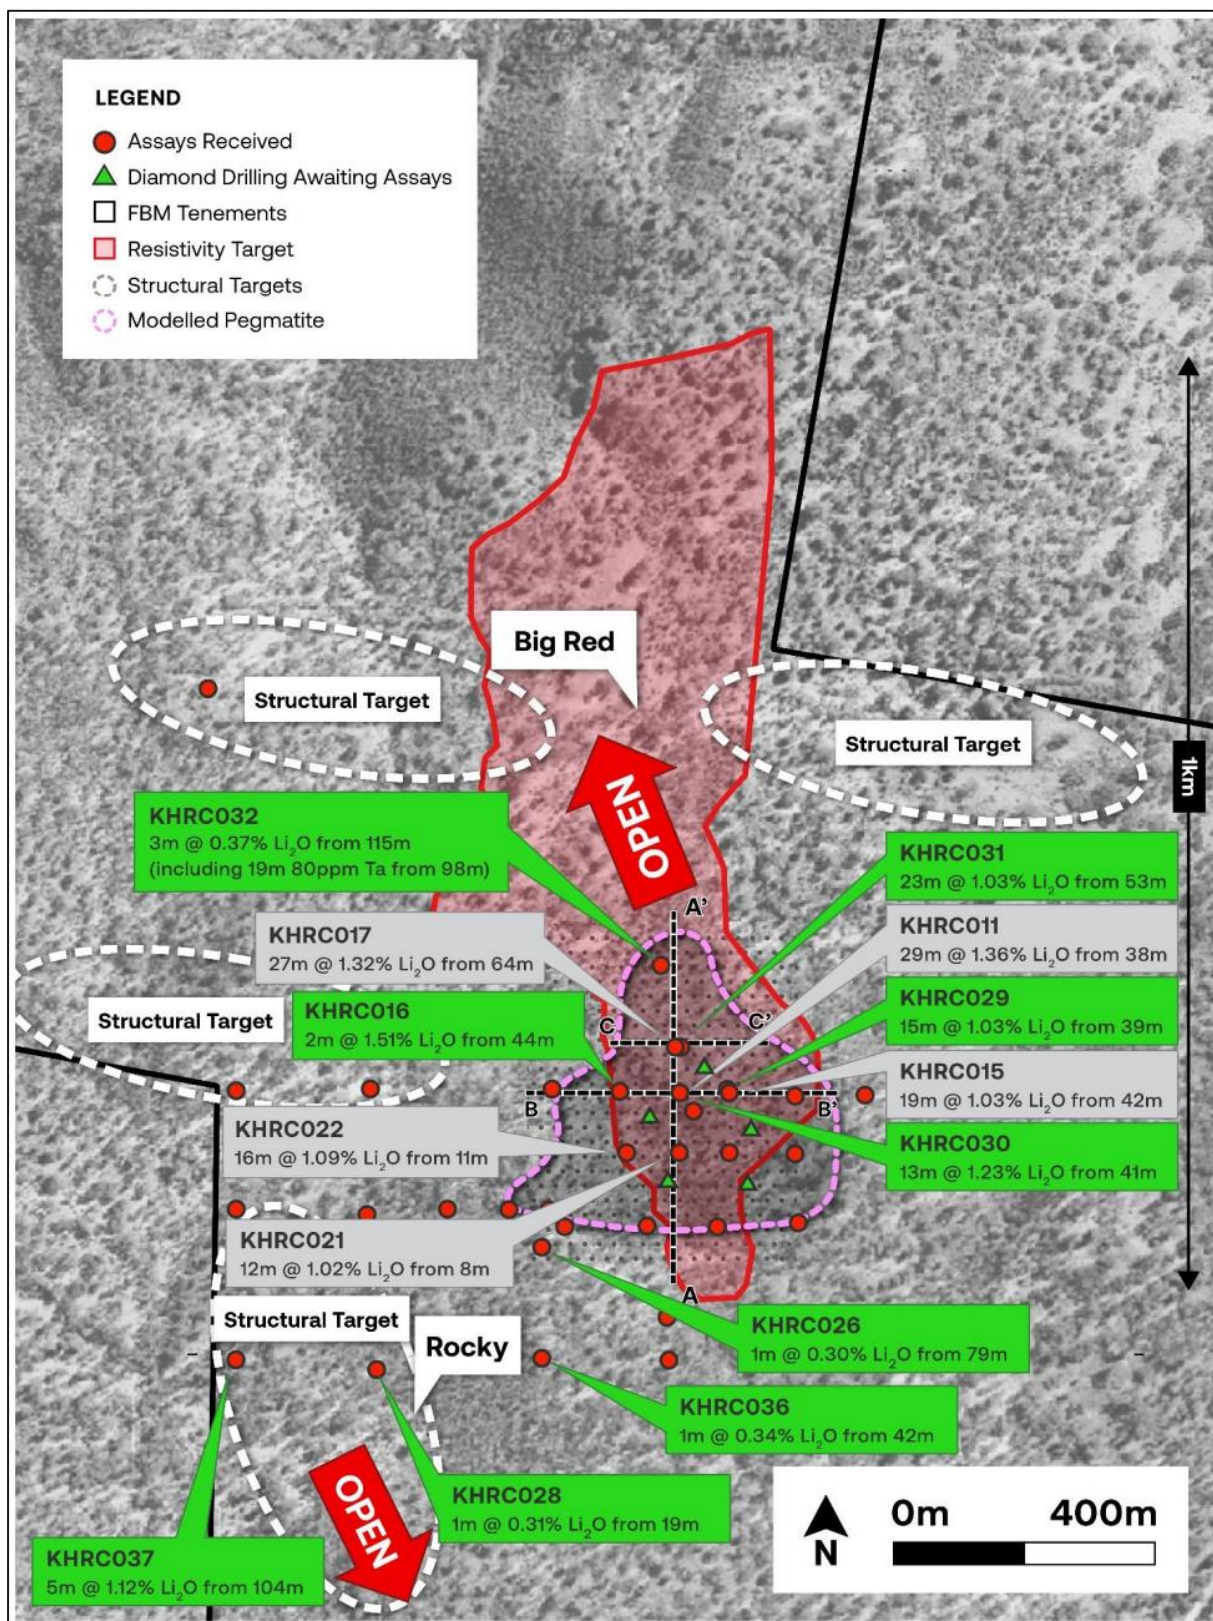 LEGEND
Assays Received
Diamond Drilling Awaiting Assays
FBM Tenements
Resistivity Target
Structural Targets
Modelled Pegmatite
Big Red
Structural Target
Structural Target
1km
OPEN
KHRC032
3m @ 0.37% Li₂O from 115m
(including 19m 80ppm Ta from 98m)
KHRC031
23m @ 1.03% Li₂O from 53m
A'
KHRC017
27m @ 1.32% Li₂O from 64m
KHRC011
29m @ 1.36% Li₂O from 38m
Structural Target
KHRC016
2m @ 1.51% Li₂O from 44m
C
C'
KHRC029
15m @ 1.03% Li₂O from 39m
KHRC015
19m @ 1.03% Li₂O from 42m
B
B'
KHRC022
16m @ 1.09% Li₂O from 11m
KHRC030
13m @ 1.23% Li₂O from 41m
KHRC021
12m @ 1.02% Li₂O from 8m
A
Structural Target
Rocky
KHRC026
1m @ 0.30% Li₂O from 79m
KHRC036
1m @ 0.34% Li₂O from 42m
OPEN
KHRC028
1m @ 0.31% Li₂O from 19m
KHRC037
5m @ 1.12% Li₂O from 104m
N
0m 400m